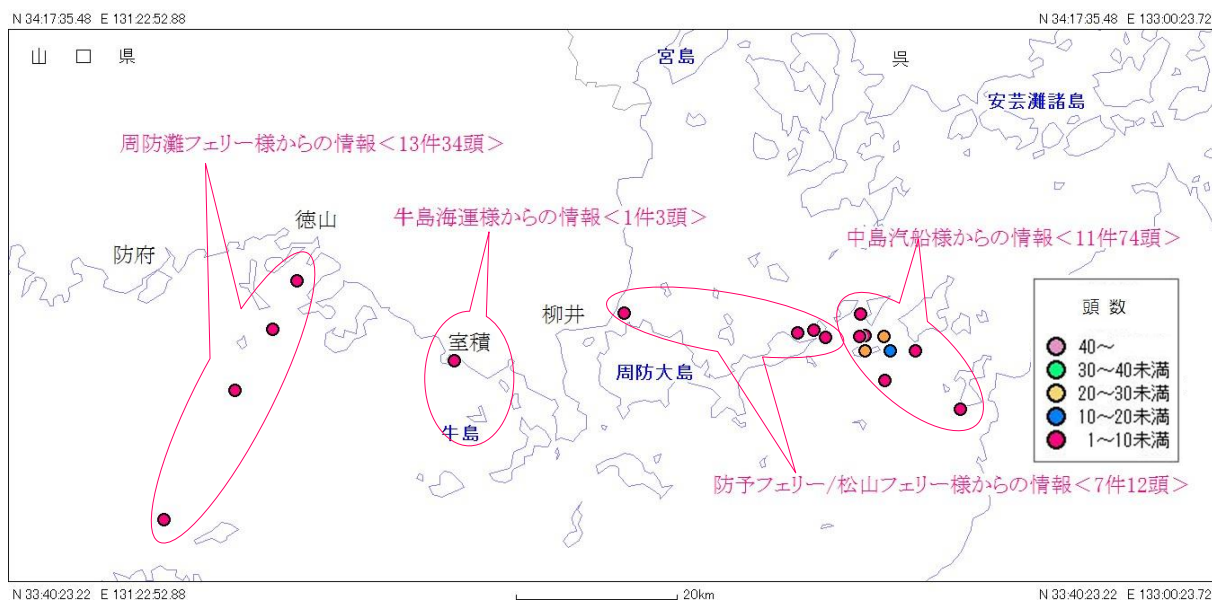 N 34:17:35.48 E 131:22:52.88
N 34:17:35.48 E 133:00:23.72
山口県
宮島
呉
安芸灘諸島
周防灘フェリー様からの情報<13件34頭>
徳山
牛島海運様からの情報<1件3頭>
中島汽船様からの情報<11件74頭>
防府
柳井
室積
周防大島
牛島
頭数
40～
30～40未満
20～30未満
10～20未満
1～10未満
防予フェリー/松山フェリー様からの情報<7件12頭>
N 33:40:23.22 E 131:22:52.88
20km
N 33:40:23.22 E 133:00:23.72